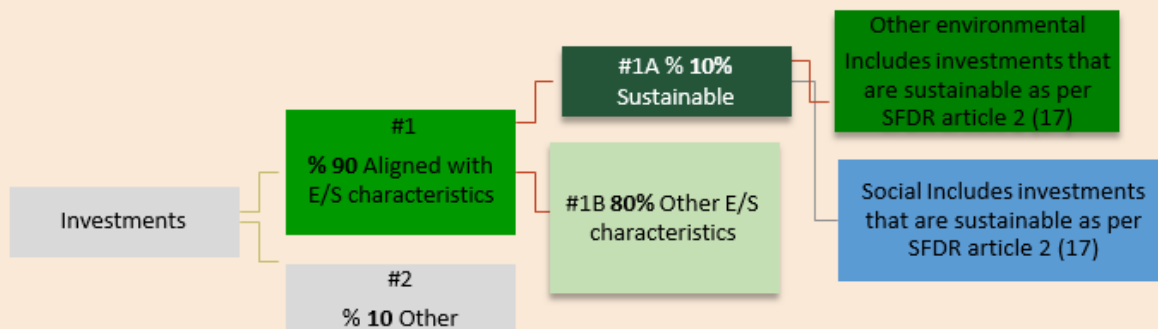 Investments
#1
% 90 Aligned with
E/S characteristics
#2
% 10 Other
#1A % 10%
Sustainable
#1B 80% Other E/S
characteristics
Other environmental
Includes investments that
are sustainable as per
SFDR article 2 (17)
Social Includes investments
that are sustainable as per
SFDR article 2 (17)